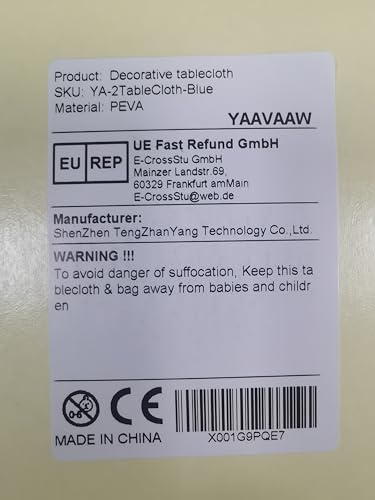 Product: Decorative tablecloth
SKU: YA-2TableCloth-Blue
Material: PEVA
YAAVAAW
EU REP
UE Fast Refund GmbH
E-CrossStu GmbH
Mainzer Landstr.69,
60329 Frankfurt amMain
E-CrossStu@web.de
Manufacturer:
ShenZhen TengZhanYang Technology Co.,Ltd.
WARNING !!!
To avoid danger of suffocation, Keep this ta
blecloth & bag away from babies and childr
en
0-6
CE
MADE IN CHINA
X001G9PQE7